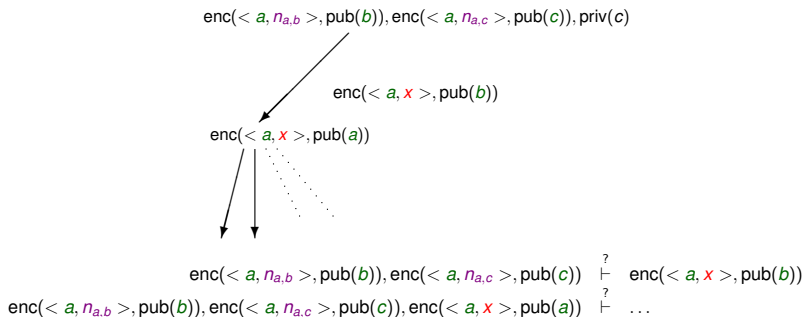 enc(< a, n_{a,b} >, pub(b)), enc(< a, n_{a,c} >, pub(c)), priv(c)
enc(< a, x >, pub(b))
enc(< a, x >, pub(a))
enc(< a, n_{a,b} >, pub(b)), enc(< a, n_{a,c} >, pub(c)) ⊢^? enc(< a, x >, pub(b))
enc(< a, n_{a,b} >, pub(b)), enc(< a, n_{a,c} >, pub(c)), enc(< a, x >, pub(a)) ⊢^? ...